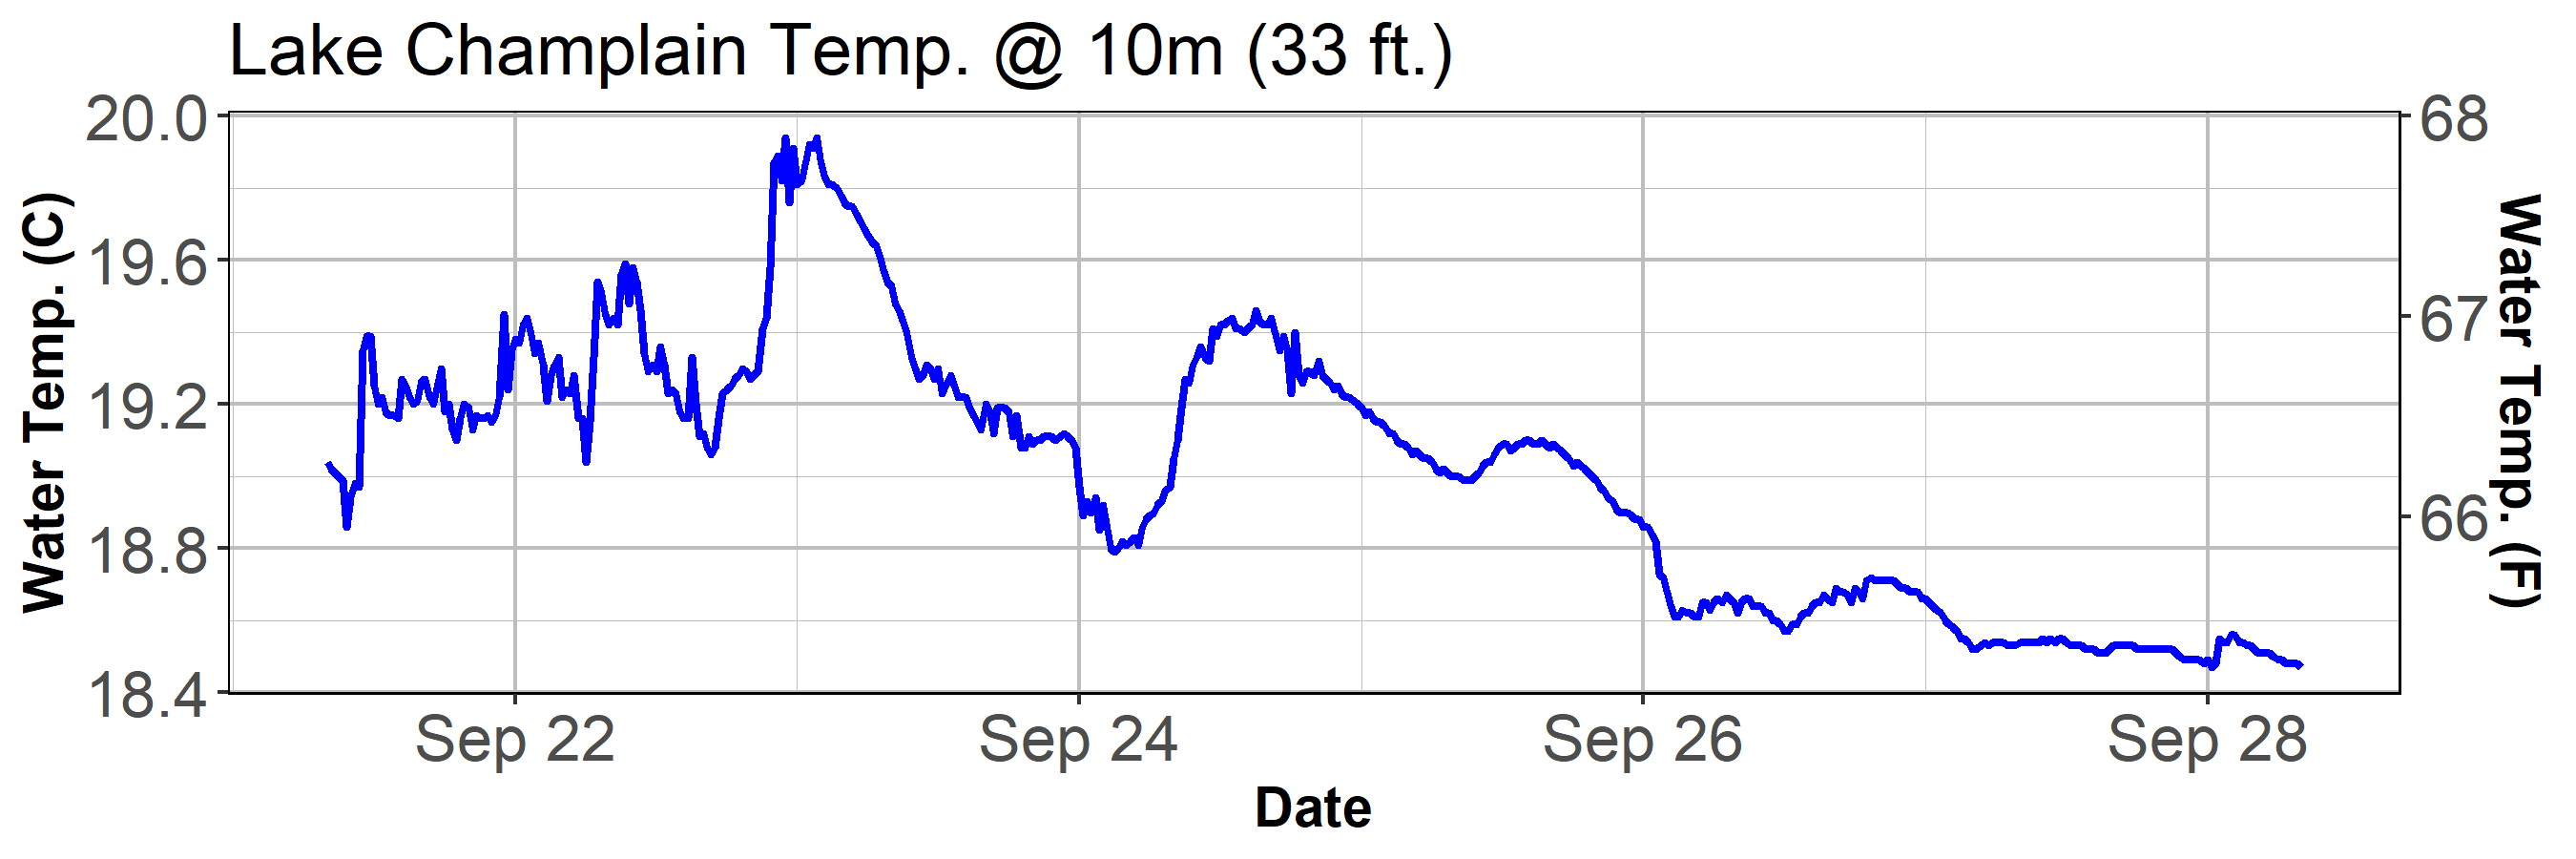 Lake Champlain Temp. @ 10m (33 ft.)
Water Temp. (C)
20.0
19.6
19.2
18.8
18.4
68
67
66
Water Temp. (F)
Sep 22 Sep 24 Sep 26 Sep 28
Date